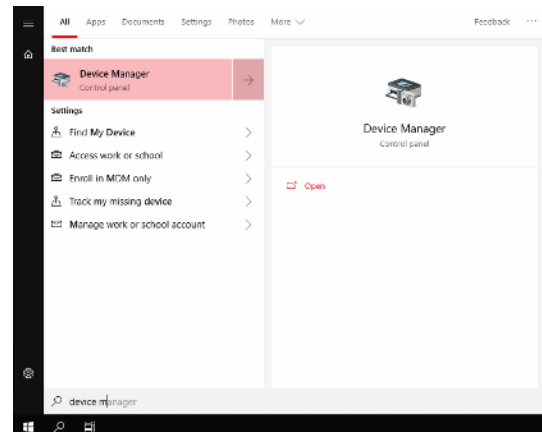 All Apps Documents Settings Photos More Feedback ...
Best match
Device Manager
Control panel
Settings
Find My Device
Access work or school
Enroll in MDM only
Track my missing device
Manage work or school account
Device Manager
Control panel
Open
device manager